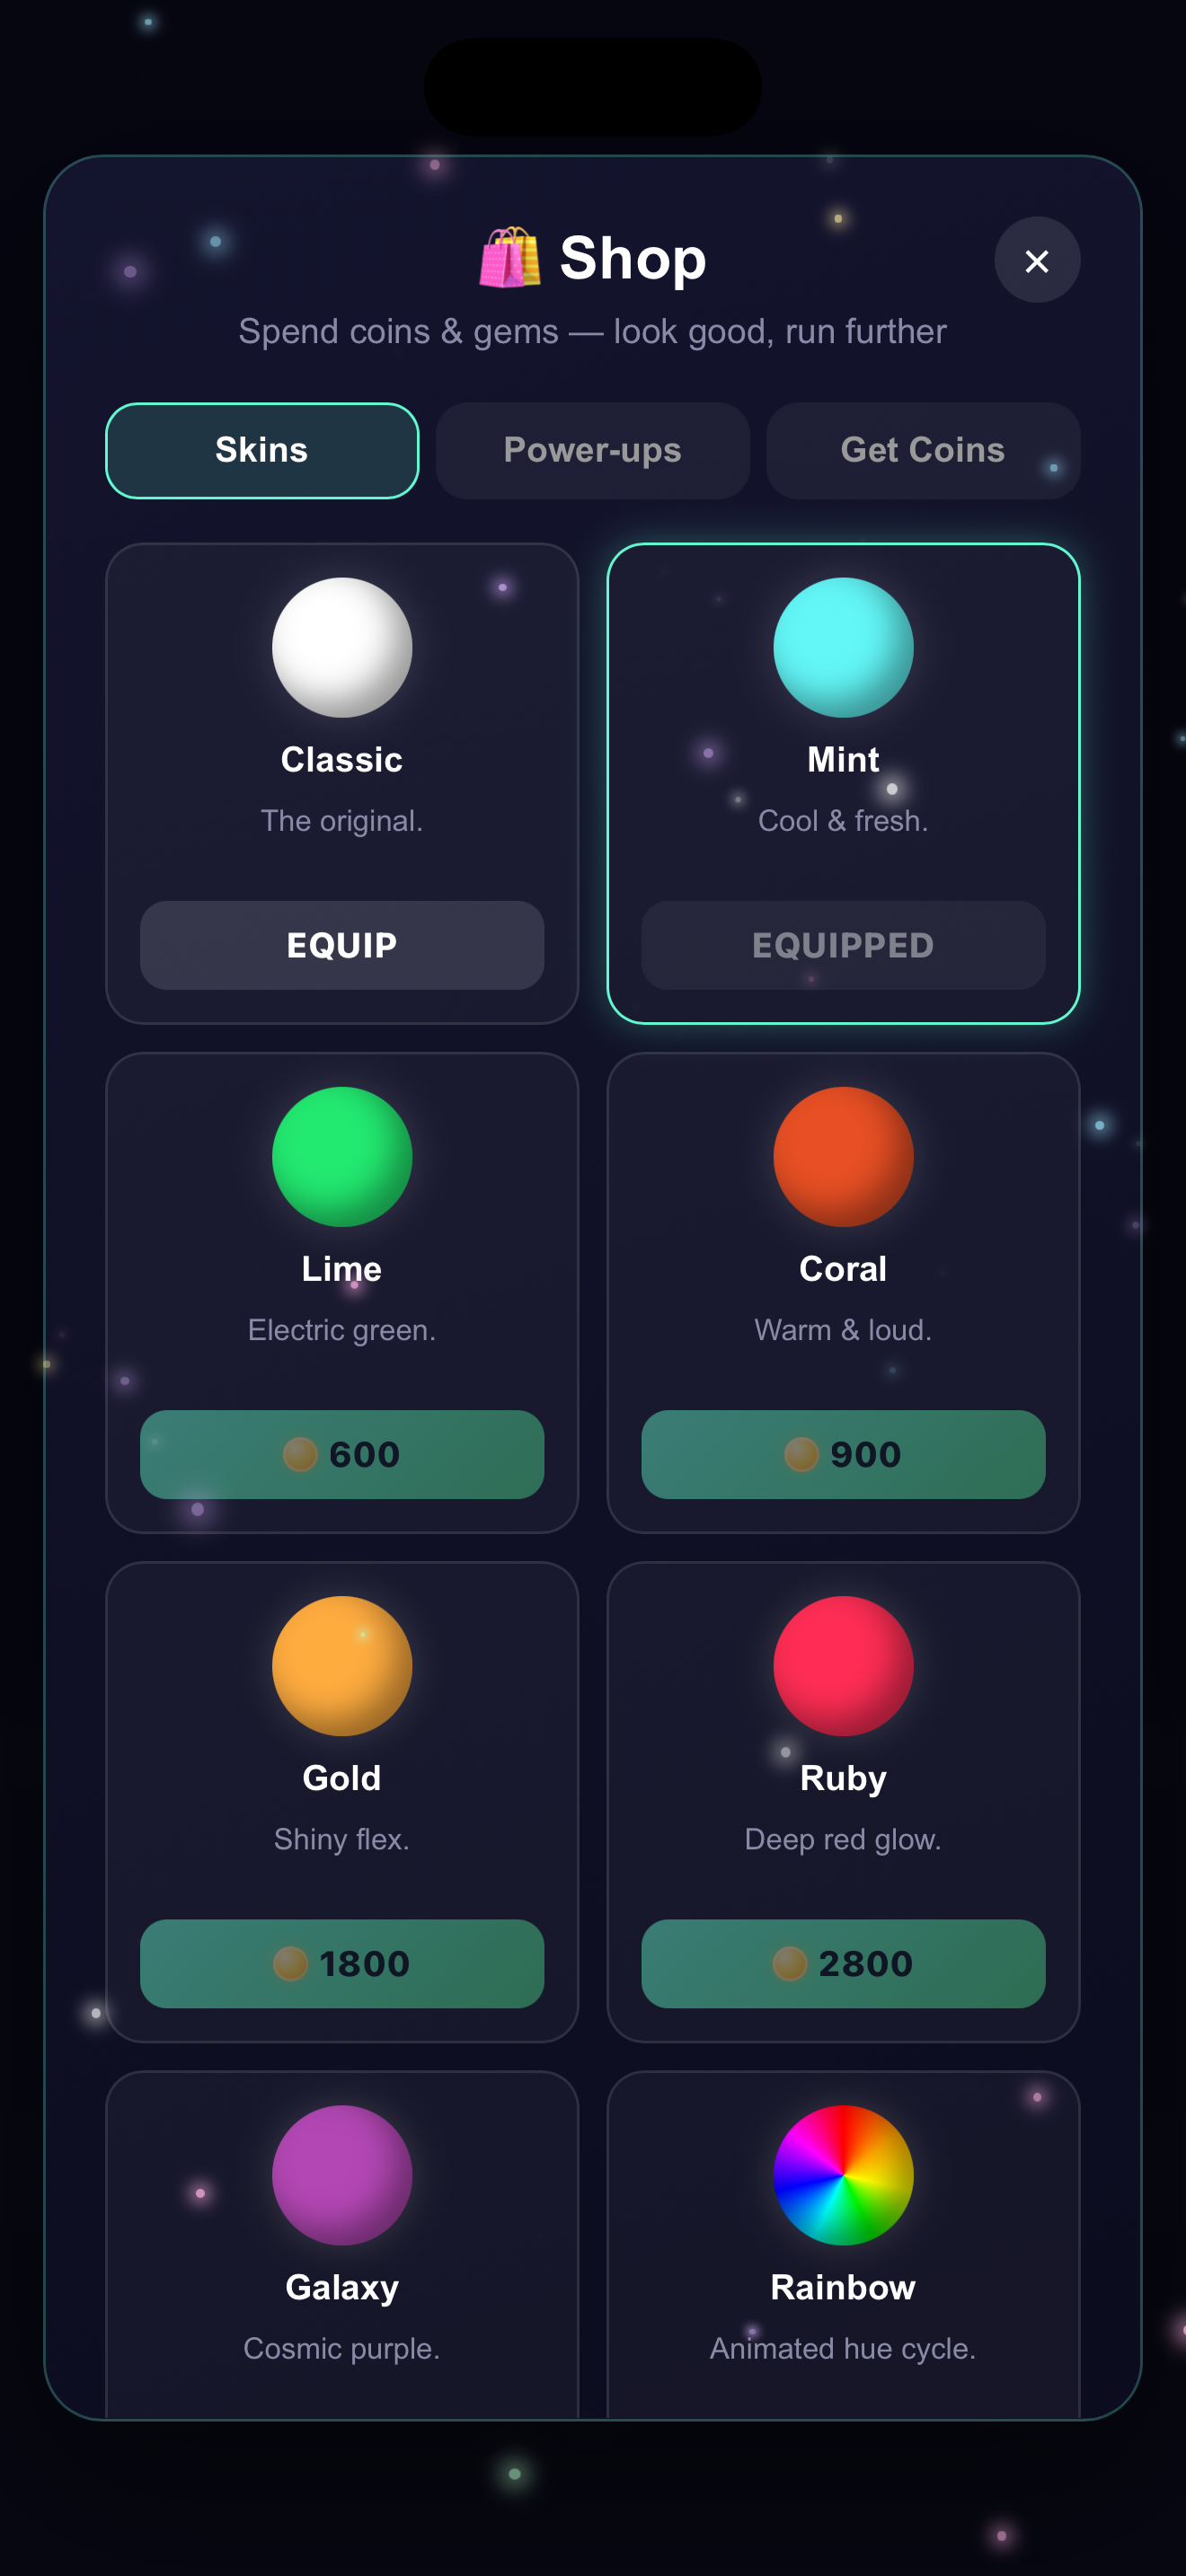 Shop
Spend coins & gems — look good, run further
Skins Power-ups Get Coins
Classic Mint
The original. Cool & fresh.
EQUIP EQUIPPED
Lime Coral
Electric green. Warm & loud.
600 900
Gold Ruby
Shiny flex. Deep red glow.
1800 2800
Galaxy Rainbow
Cosmic purple. Animated hue cycle.